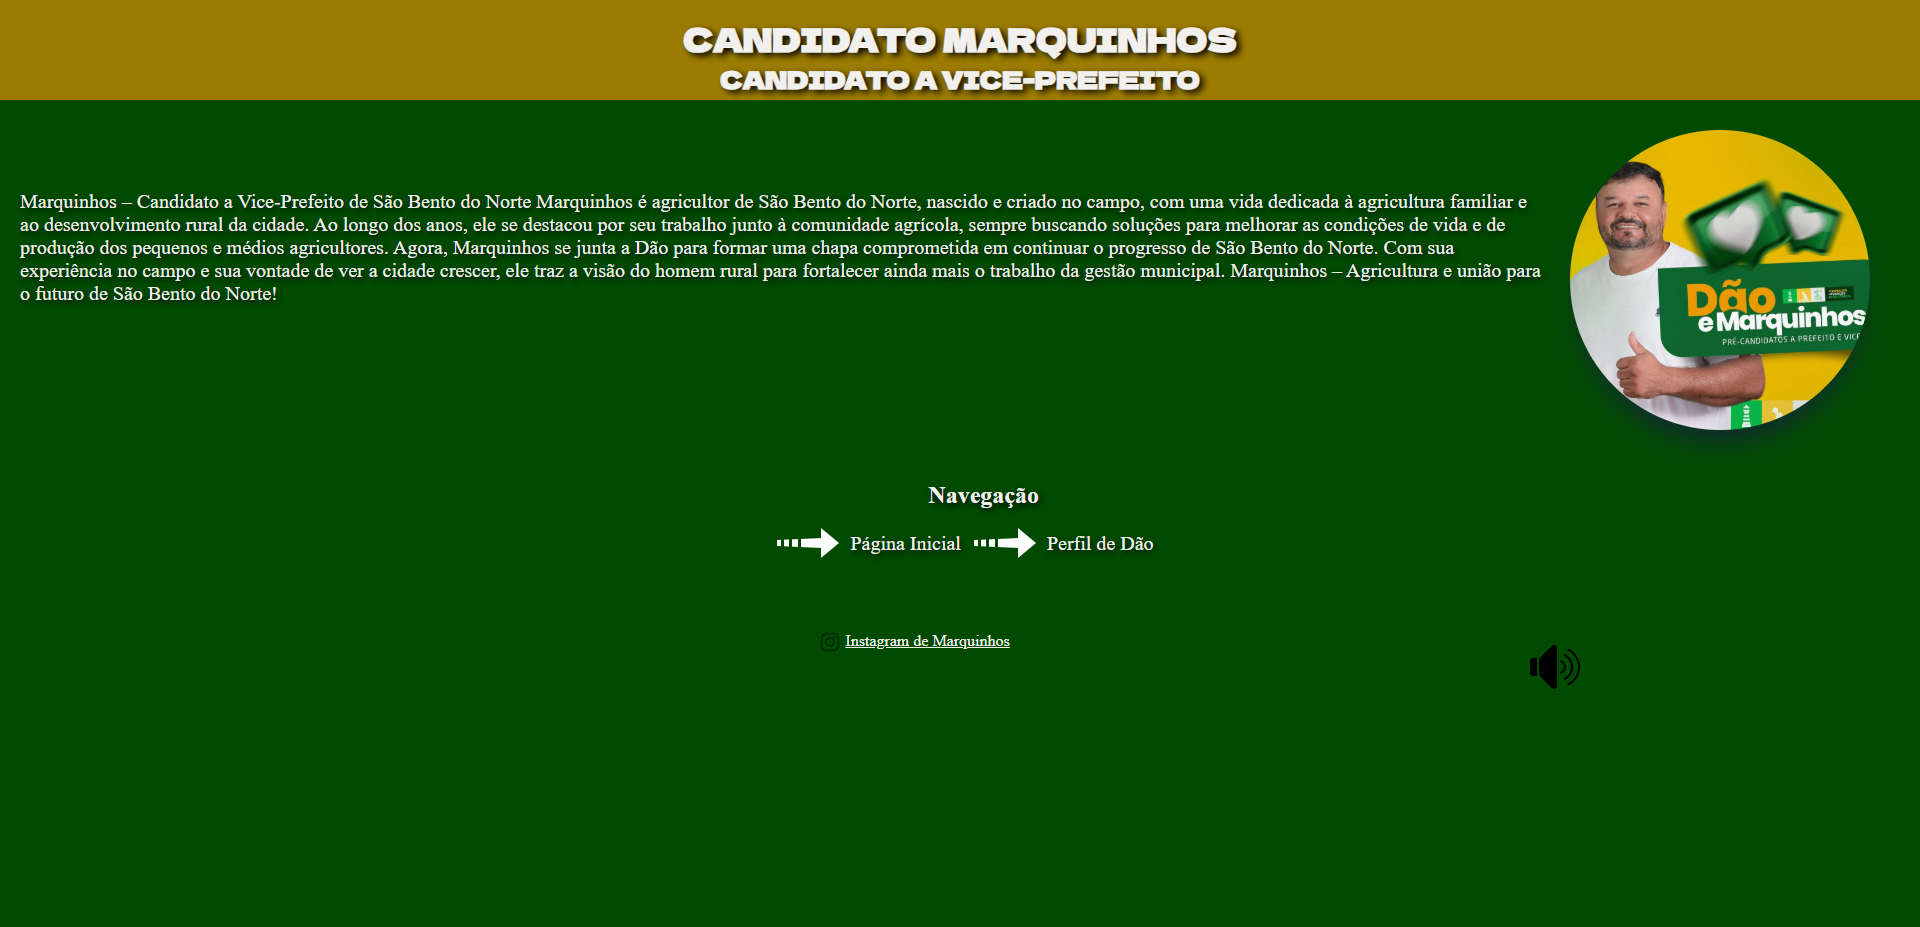 CANDIDATO MARQUINHOS
CANDIDATO A VICE-PREFEITO
Marquinhos – Candidato a Vice-Prefeito de São Bento do Norte Marquinhos é agricultor de São Bento do Norte, nascido e criado no campo, com uma vida dedicada à agricultura familiar e
ao desenvolvimento rural da cidade. Ao longo dos anos, ele se destacou por seu trabalho junto à comunidade agrícola, sempre buscando soluções para melhorar as condições de vida e de
produção dos pequenos e médios agricultores. Agora, Marquinhos se junta a Dão para formar uma chapa comprometida em continuar o progresso de São Bento do Norte. Com sua
experiência no campo e sua vontade de ver a cidade crescer, ele traz a visão do homem rural para fortalecer ainda mais o trabalho da gestão municipal. Marquinhos – Agricultura e união para
o futuro de São Bento do Norte!
Dão
e Marquinhos
PRÉ-CANDIDATOS A PREFEITO E VICE
Navegação
Página Inicial
Perfil de Dão
Instagram de Marquinhos